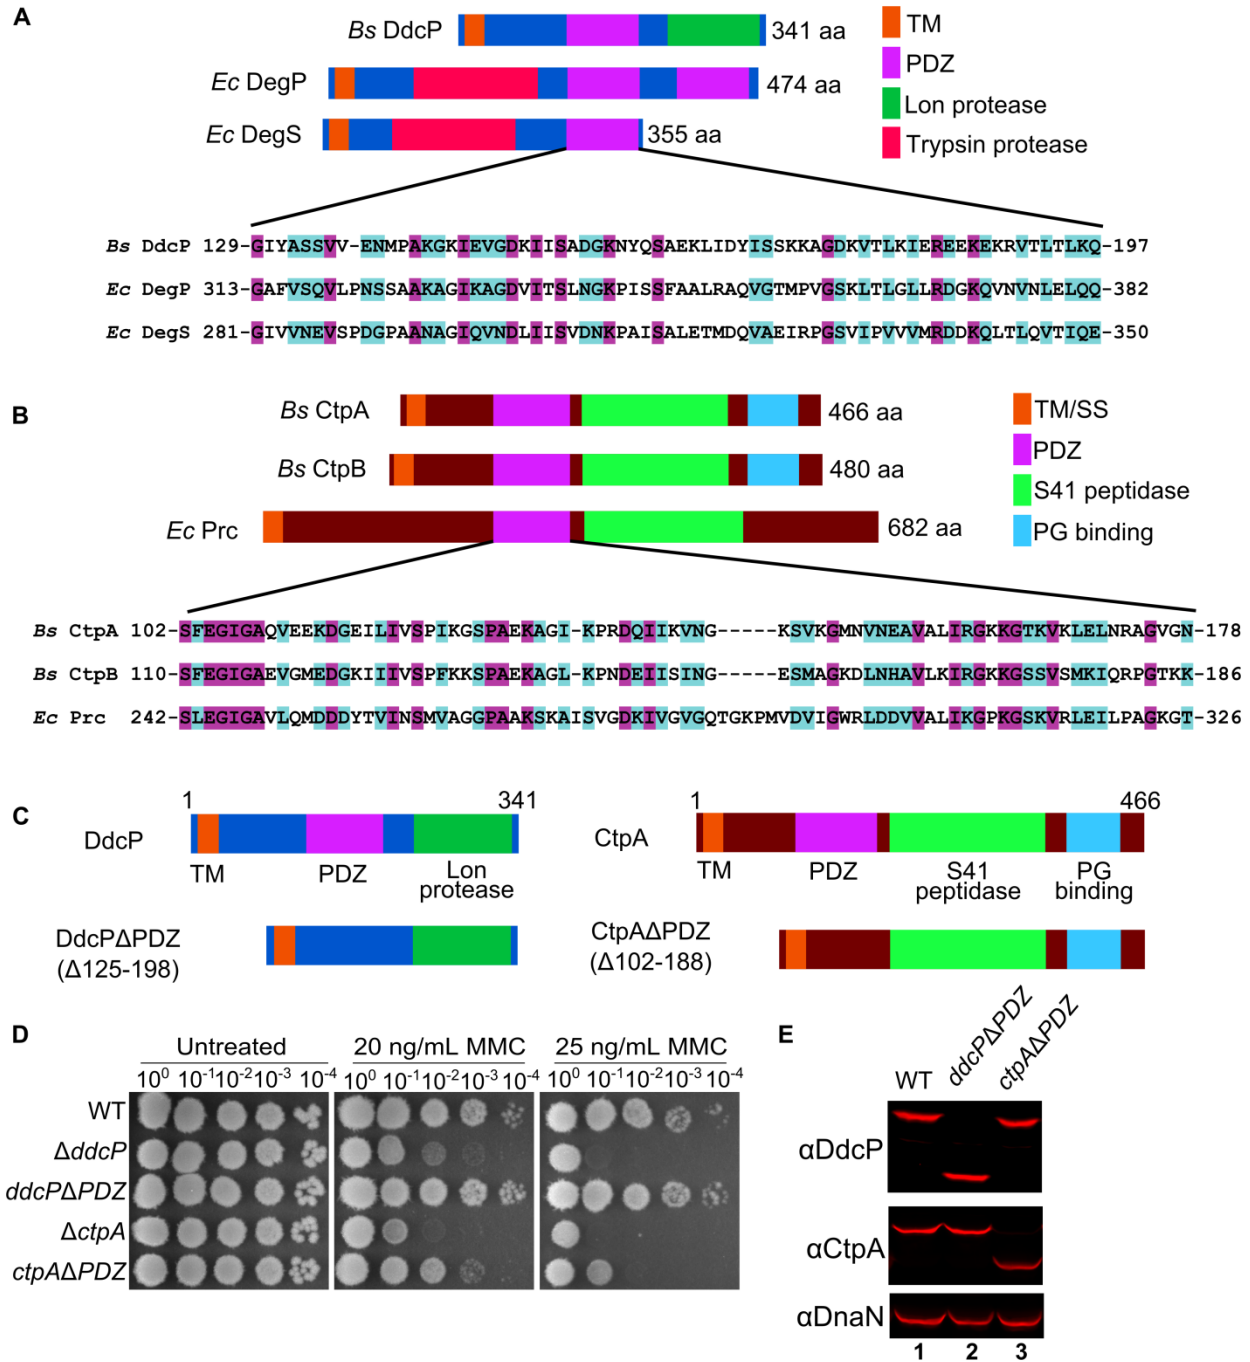 A
Bs DdcP 341 aa
Ec DegP 474 aa
Ec DegS 355 aa
TM
PDZ
Lon protease
Trypsin protease
Bs DdcP 129-GIYASSVV-ENMPAKGKIEVGDKIISADGKNYQSAEKLIDYISSKKAGDKVTLKIEREEKEKRVTLTLKQ-197
Ec DegP 313-GAFVSQVLPNSSAAKAGIKAGDVITSLNGKPISSFAALRAQVGTMPVGSKLTLGLLRDGKQVNVNLELQQ-382
Ec DegS 281-GIVVNEVSPDGPAANAGIQVNDLIISVDNKPAISALETMDQVAEIRPGSVIPVVVMRDDKQLTLQVTIQE-350
B
Bs CtpA 466 aa
Bs CtpB 480 aa
Ec Prc 682 aa
TM/SS
PDZ
S41 peptidase
PG binding
Bs CtpA 102-SFEGIGAQVEEKDGEILIVSPIKGSPAEKAGI-KPRDQIIKVNG-----KSVKGMNVNEAVALIRGKKGTKVKLELNRAGVGN-178
Bs CtpB 110-SFEGIGAEVGMEDGKIIIVSPFKKSPAEKAGL-KPNDEIISING-----ESMAGKDLNHAVLKIRGKKGSSVSMKIQRPGTKK-186
Ec Prc 242-SLEGIGAVLQMDDDYTVINSMVAGGPAAKSKAISVGDKIVGVGQTGKPMVDVIGWRLDDVVALIKGPKGSKVRLEILPAGKGT-326
C
1 341
DdcP
TM PDZ Lon protease
DdcPΔPDZ
(Δ125-198)
1 466
CtpA
TM PDZ S41 peptidase PG binding
CtpAΔPDZ
(Δ102-188)
D
Untreated 20 ng/mL MMC 25 ng/mL MMC
10⁰ 10⁻¹ 10⁻² 10⁻³ 10⁻⁴ 10⁰ 10⁻¹ 10⁻² 10⁻³ 10⁻⁴ 10⁰ 10⁻¹ 10⁻² 10⁻³ 10⁻⁴
WT
ΔddcP
ddcPΔPDZ
ΔctpA
ctpAΔPDZ
E
WT ddcPΔPDZ ctpAΔPDZ
αDdcP
αCtpA
αDnaN
1 2 3